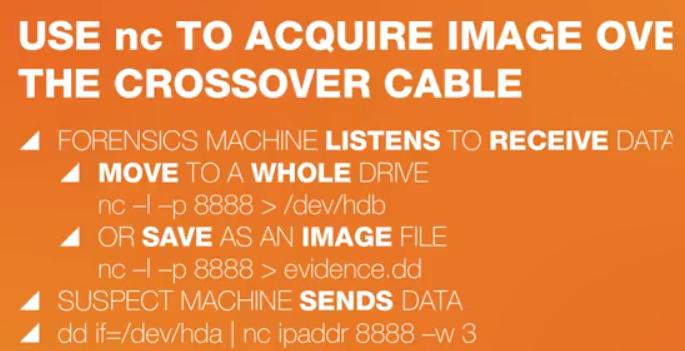 USE nc TO ACQUIRE IMAGE OVE
THE CROSSOVER CABLE
FORENSICS MACHINE LISTENS TO RECEIVE DATA
MOVE TO A WHOLE DRIVE
nc –l –p 8888 > /dev/hdb
OR SAVE AS AN IMAGE FILE
nc –l –p 8888 > evidence.dd
SUSPECT MACHINE SENDS DATA
dd if=/dev/hda | nc ipaddr 8888 –w 3